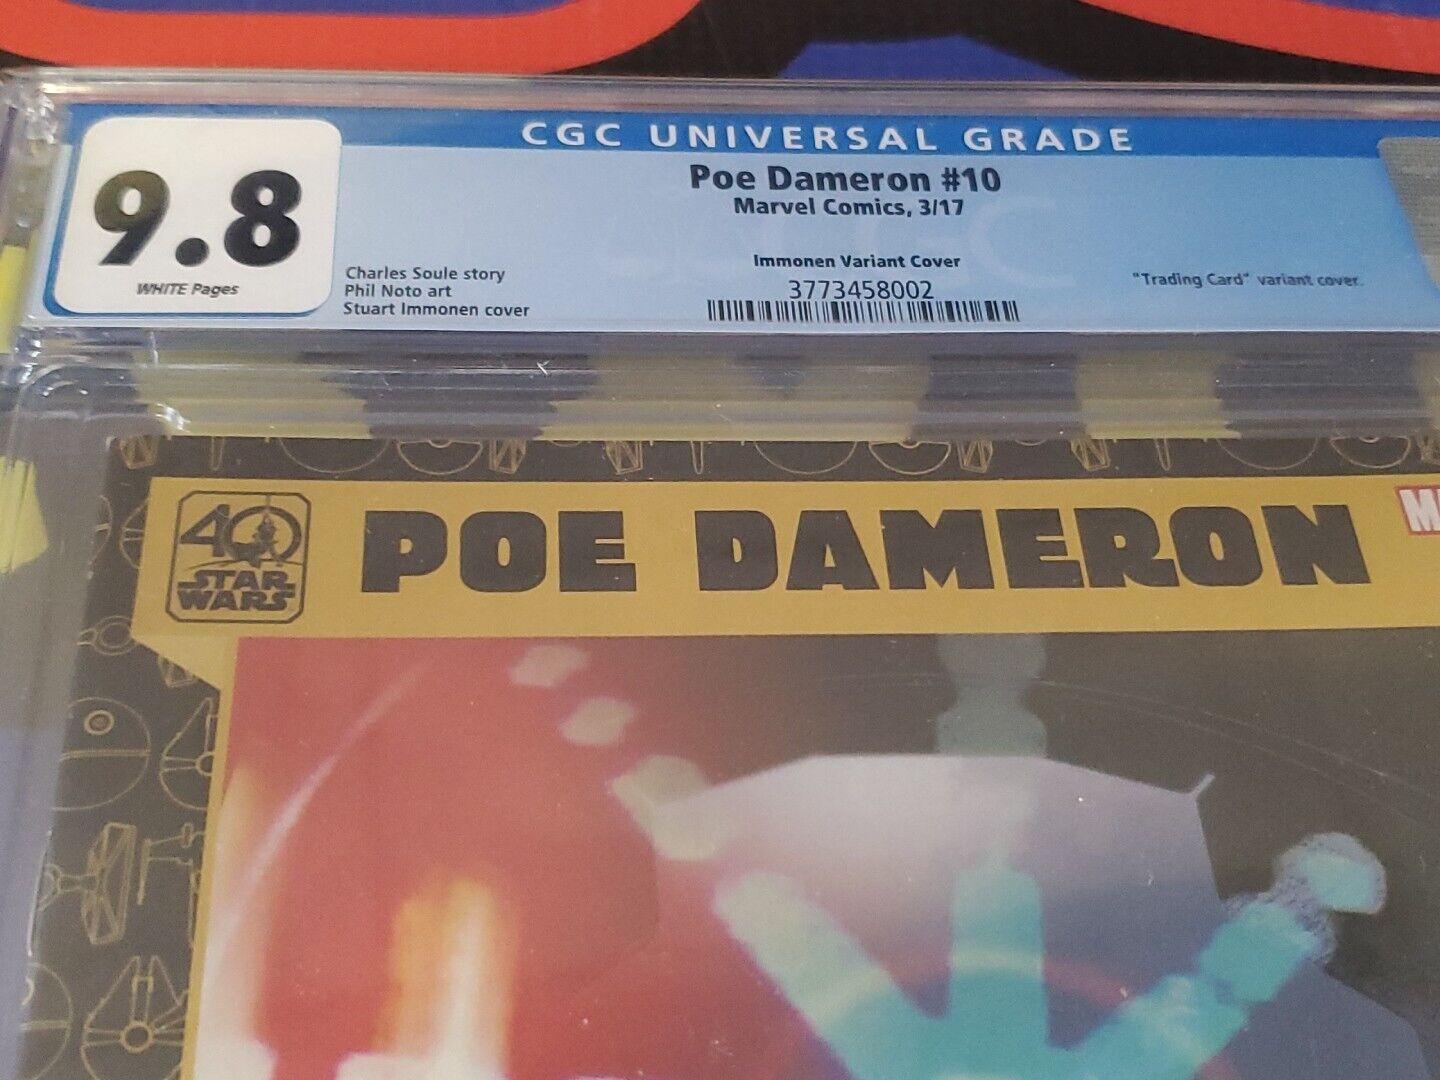 CGC UNIVERSAL GRADE
9.8
WHITE Pages
Poe Dameron #10
Marvel Comics, 3/17
Immonen Variant Cover
3773458002
Charles Soule story
Phil Noto art
Stuart Immonen cover
"Trading Card" variant cover.
40
STAR
WARS
POE DAMERON